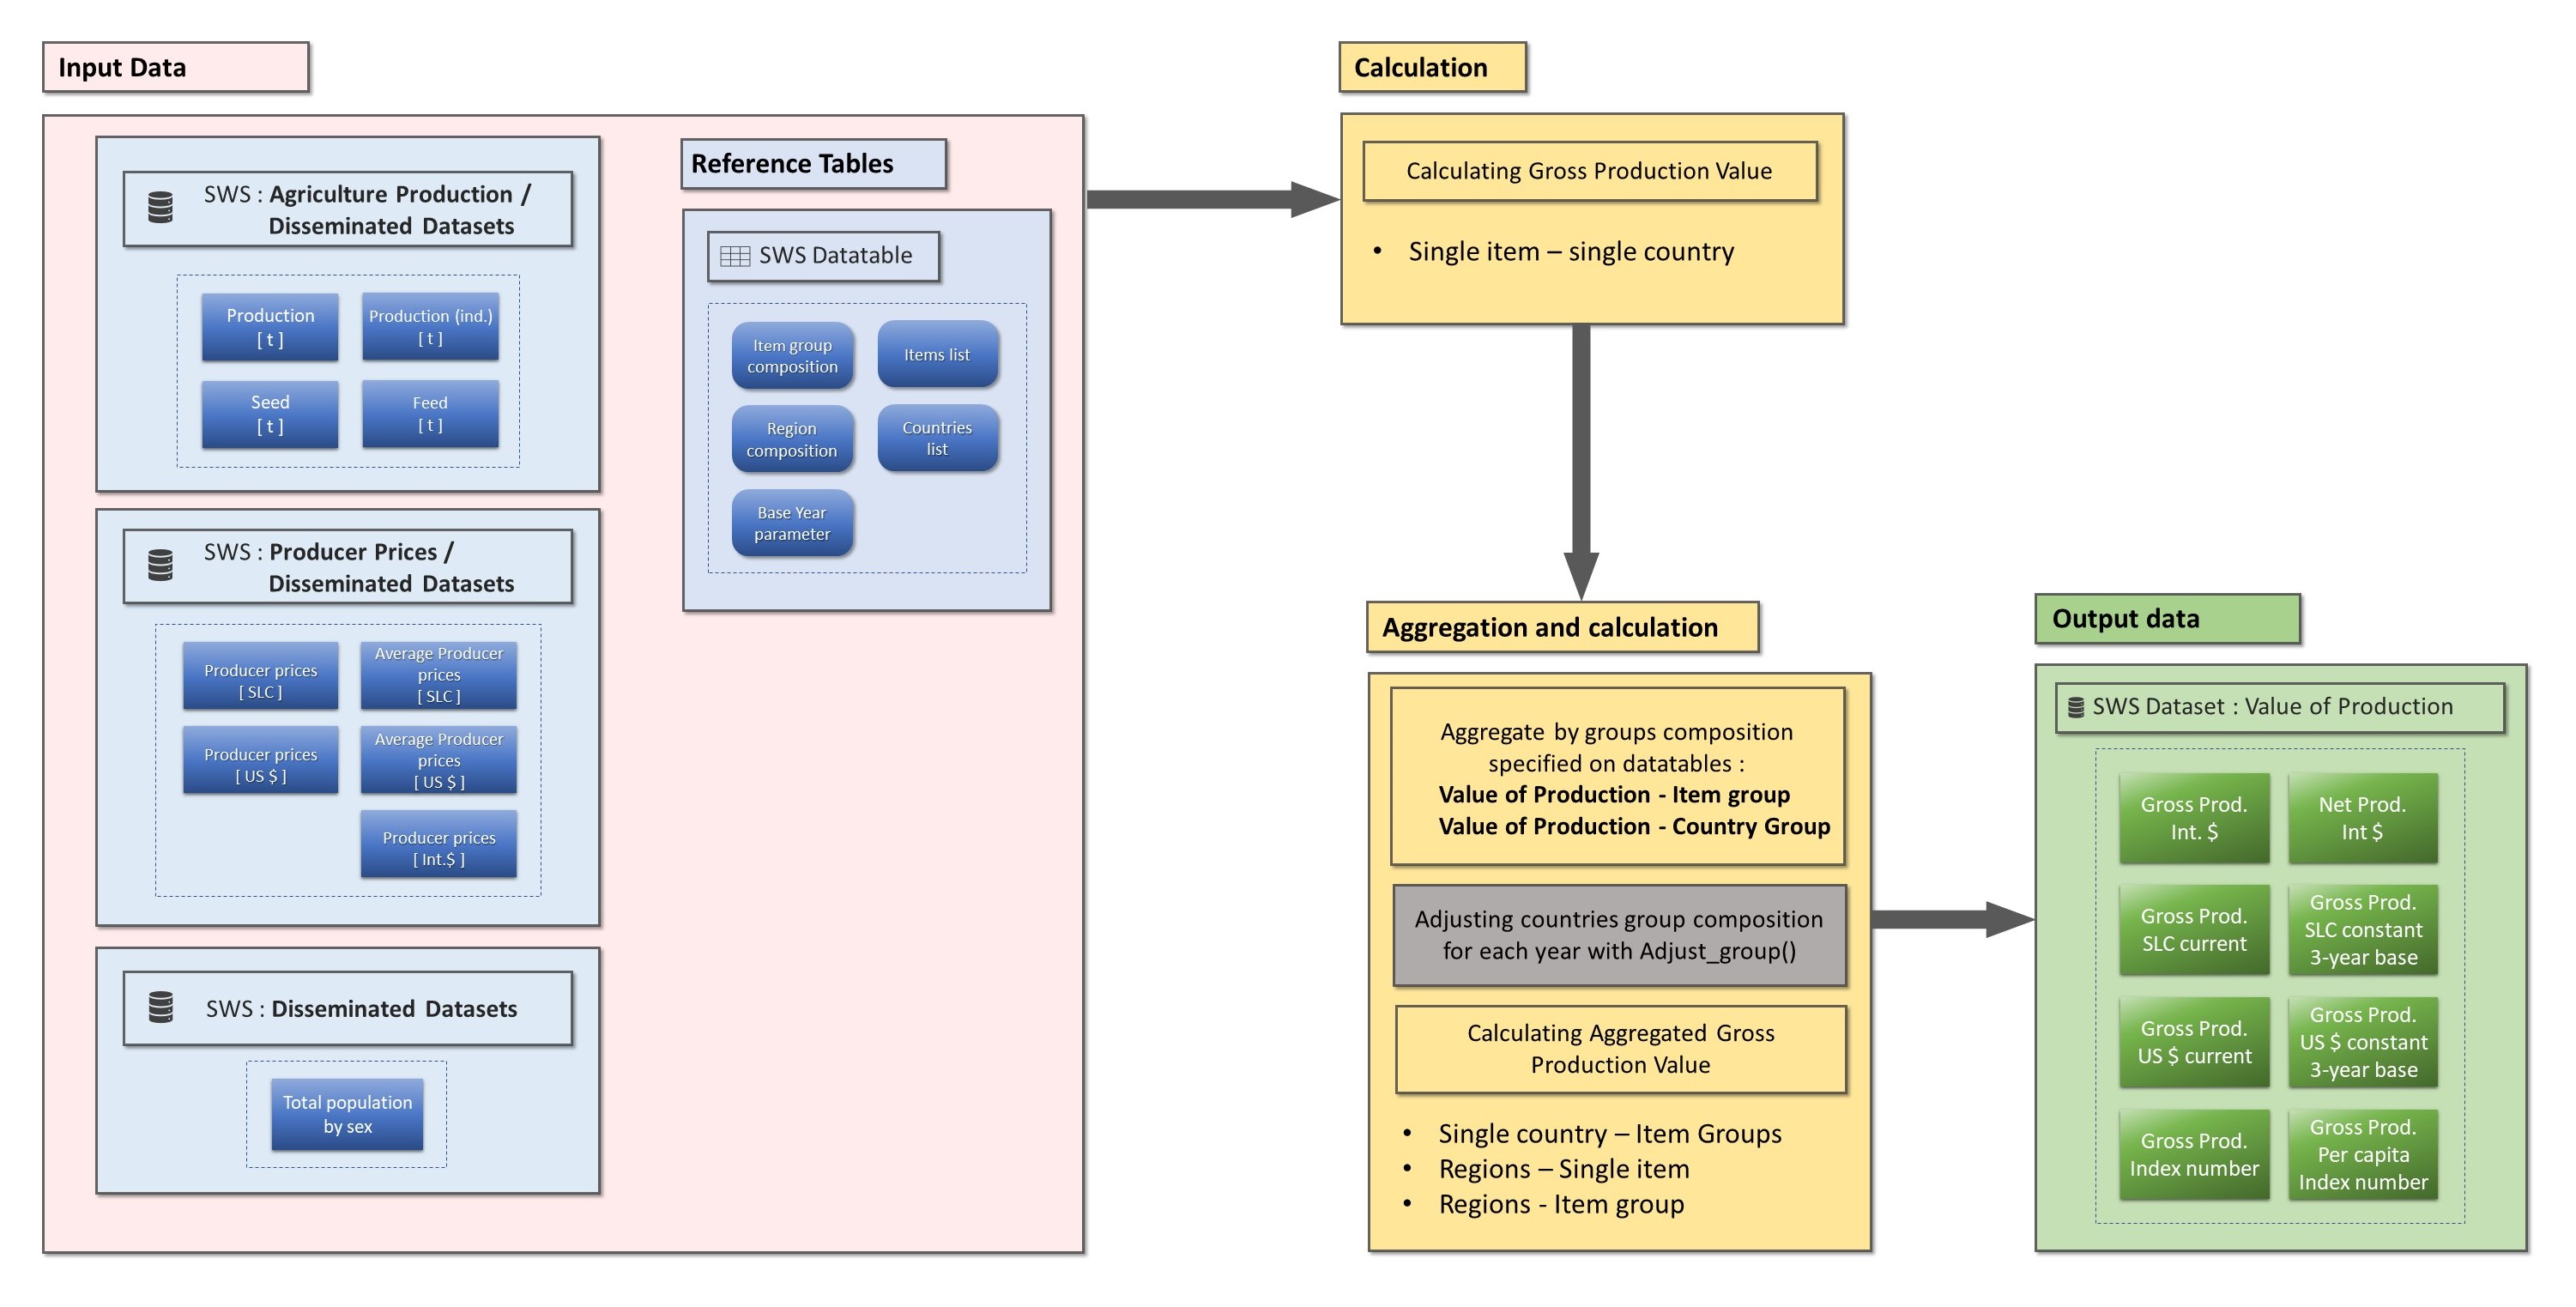 Input Data
SWS : Agriculture Production /
Disseminated Datasets
Production
[ t ]
Production (ind.)
[ t ]
Seed
[ t ]
Feed
[ t ]
SWS : Producer Prices /
Disseminated Datasets
Producer prices
[ SLC ]
Average Producer
prices
[ SLC ]
Producer prices
[ US $ ]
Average Producer
prices
[ US $ ]
Producer prices
[ Int.$ ]
SWS : Disseminated Datasets
Total population
by sex
Reference Tables
SWS Datatable
Item group
composition
Items list
Region
composition
Countries
list
Base Year
parameter
Calculation
Calculating Gross Production Value
• Single item – single country
Aggregation and calculation
Aggregate by groups composition
specified on datatables :
Value of Production - Item group
Value of Production - Country Group
Adjusting countries group composition
for each year with Adjust_group()
Calculating Aggregated Gross
Production Value
• Single country – Item Groups
• Regions – Single item
• Regions - Item group
Output data
SWS Dataset : Value of Production
Gross Prod.
Int. $
Net Prod.
Int $
Gross Prod.
SLC current
Gross Prod.
SLC constant
3-year base
Gross Prod.
US $ current
Gross Prod.
US $ constant
3-year base
Gross Prod.
Index number
Gross Prod.
Per capita
Index number